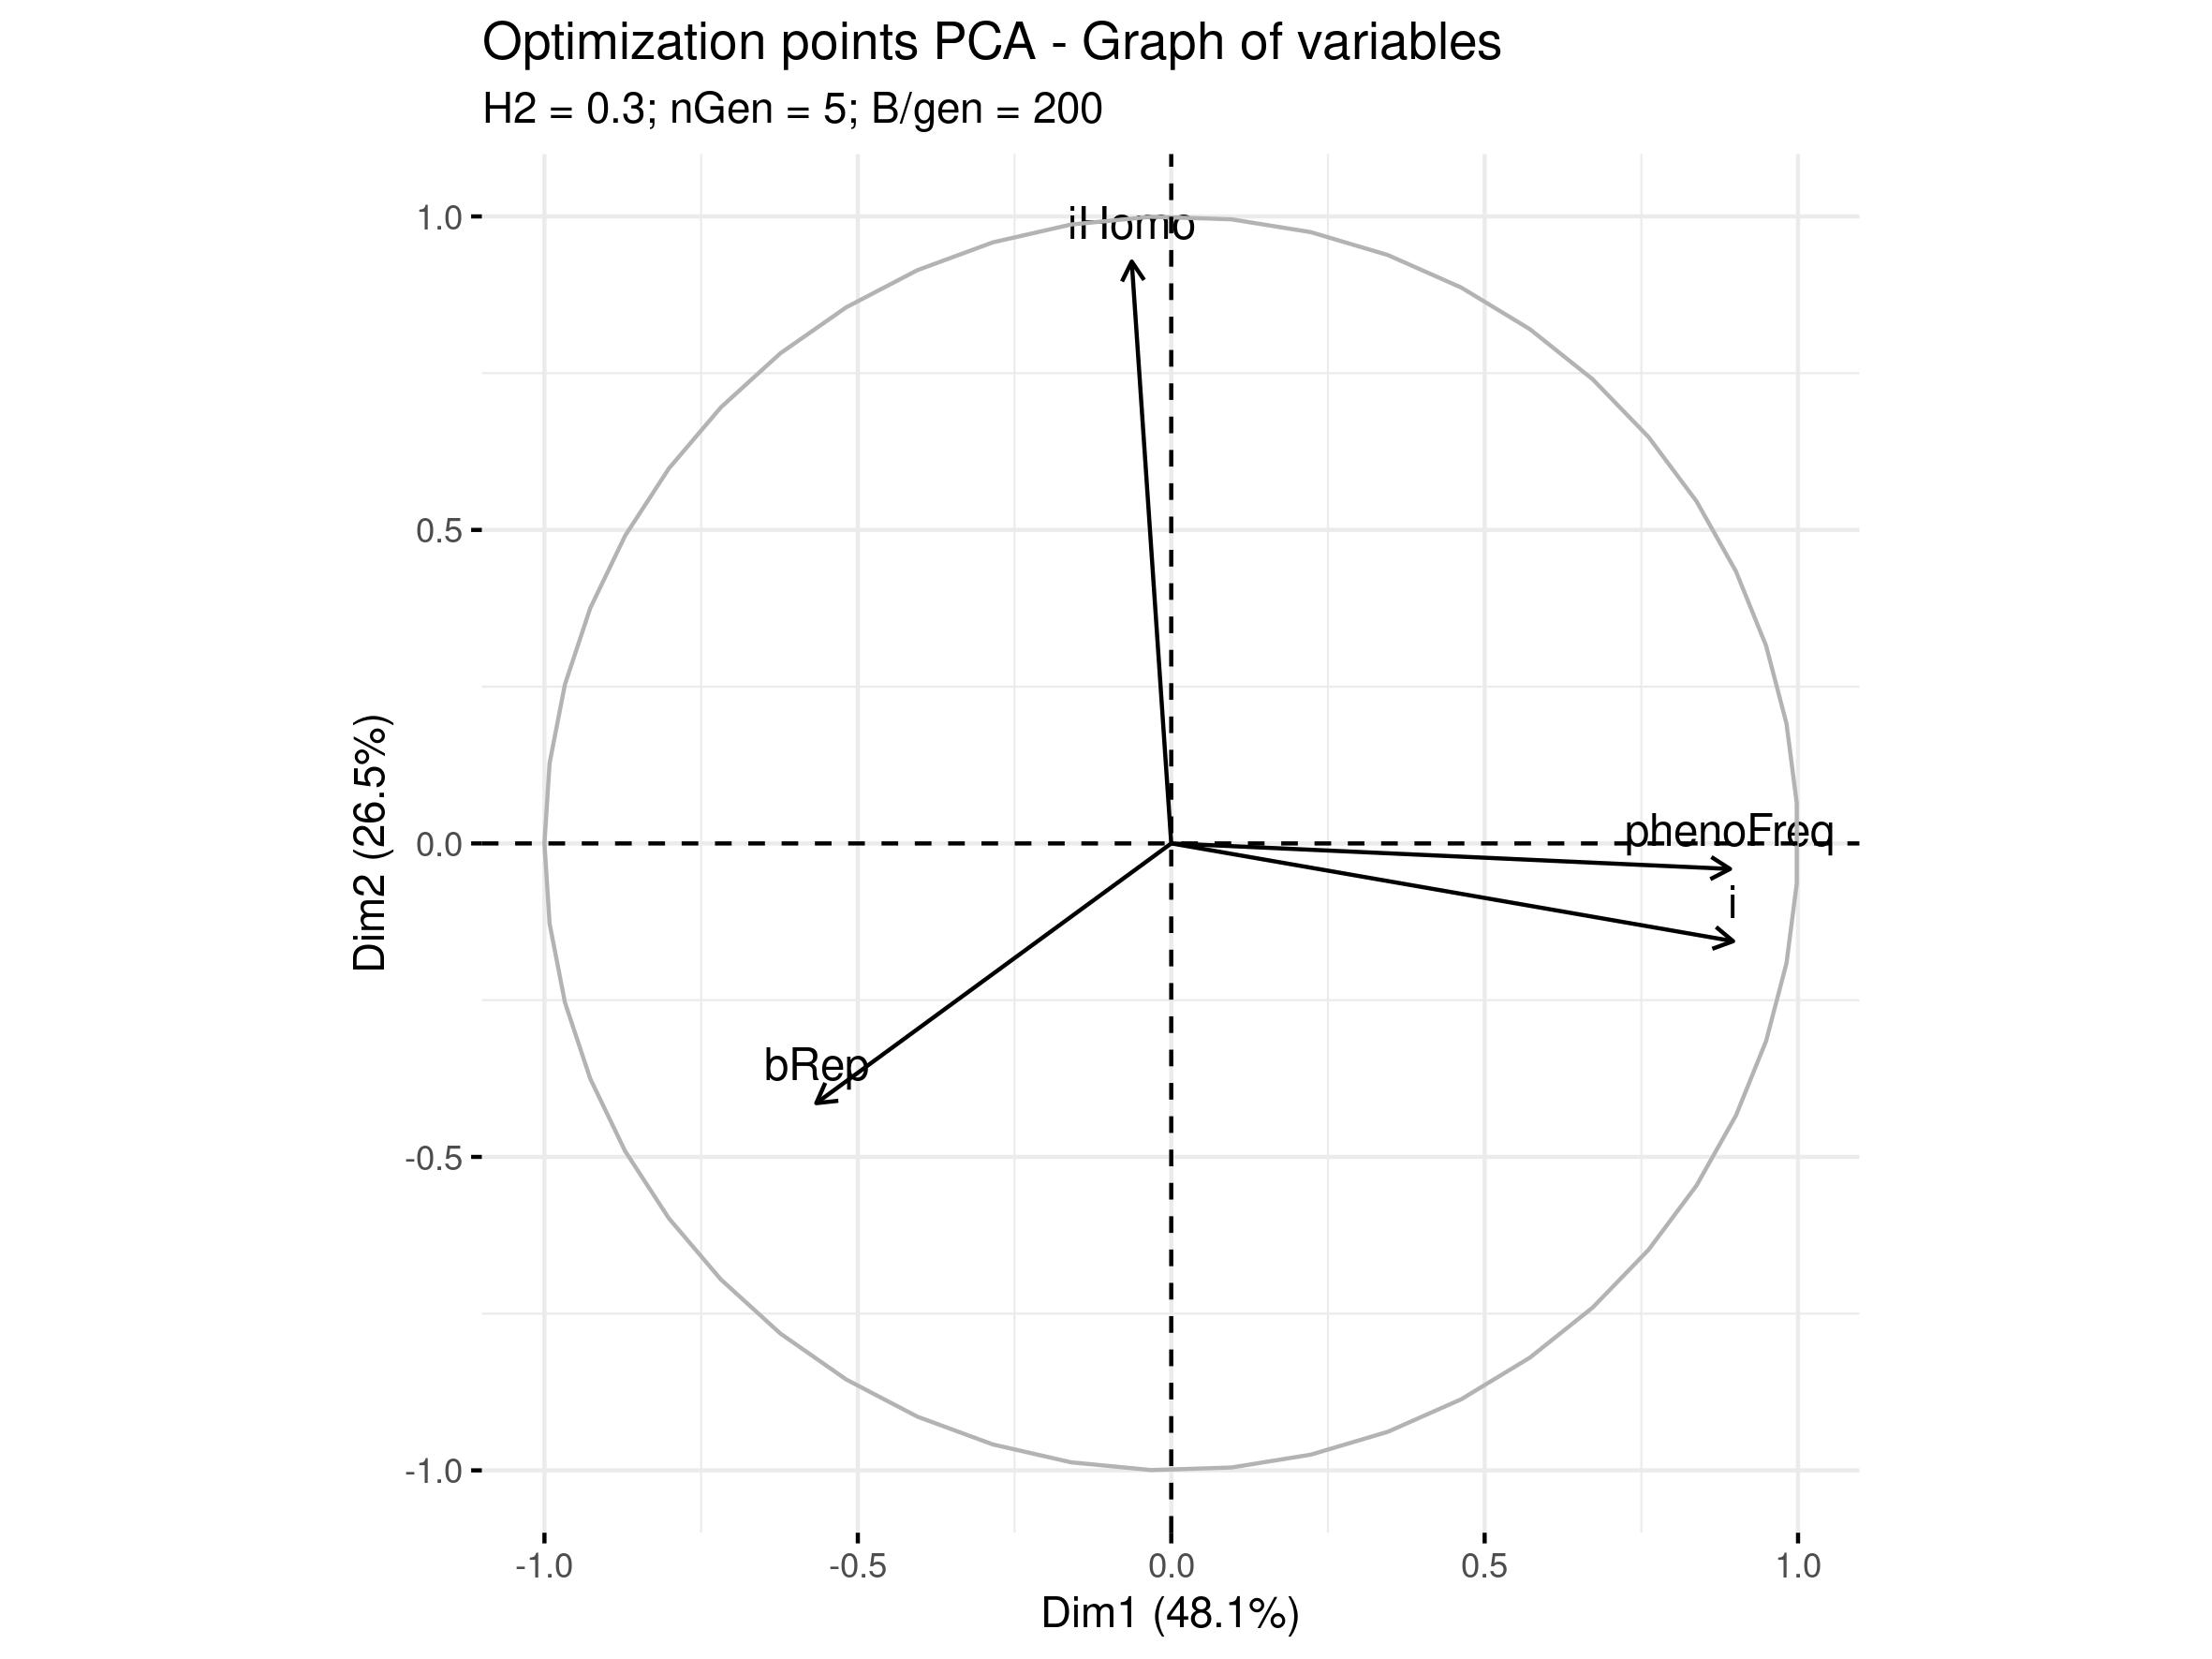 Optimization points PCA - Graph of variables
H2 = 0.3; nGen = 5; B/gen = 200
iHomo
phenoFreq
i
bRep
Dim2 (26.5%)
1.0
0.5
0.0
-0.5
-1.0
-1.0
-0.5
0.0
0.5
1.0
Dim1 (48.1%)